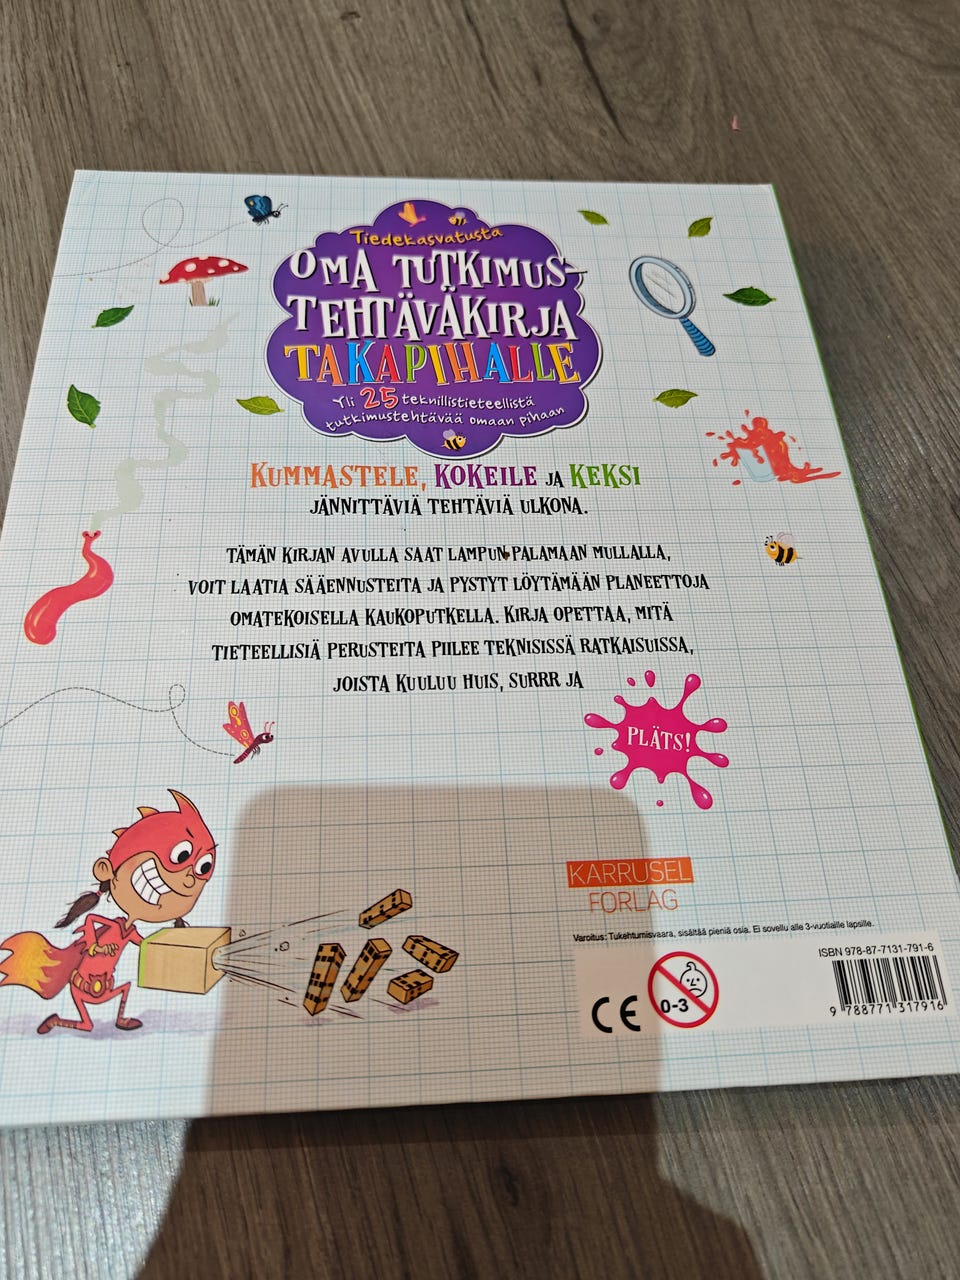 Tiedekasvatusta
OMA TUTKIMUS-
TEHTÄVÄKIRJA
TAKAPIHALLE
Yli 25 teknillistieteellistä
tutkimustehtävää omaan pihaan
KUMMASTELE, KOKEILE JA KEKSI
JÄNNITTÄVIÄ TEHTÄVIÄ ULKONA.
TÄMÄN KIRJAN AVULLA SAAT LAMPUN PALAMAAN MULLALLA,
VOIT LAATIA SÄÄENNUSTEITA JA PYSTYT LÖYTÄMÄÄN PLANEETTOJA
OMATEKOISELLA KAUKOPUTKELLA. KIRJA OPETTAA, MITÄ
TIETEELLISIÄ PERUSTEITA PIILEE TEKNISISSÄ RATKAISUISSA,
JOISTA KUULUU HUIS, SURRR JA
PLÄTS!
KARRUSEL
FORLAG
Varoitus: Tukehtumisvaara, sisältää pieniä osia. Ei sovellu alle 3-vuotiaille lapsille.
ISBN 978-87-7131-791-6
CE
0-3
9 788771 317916